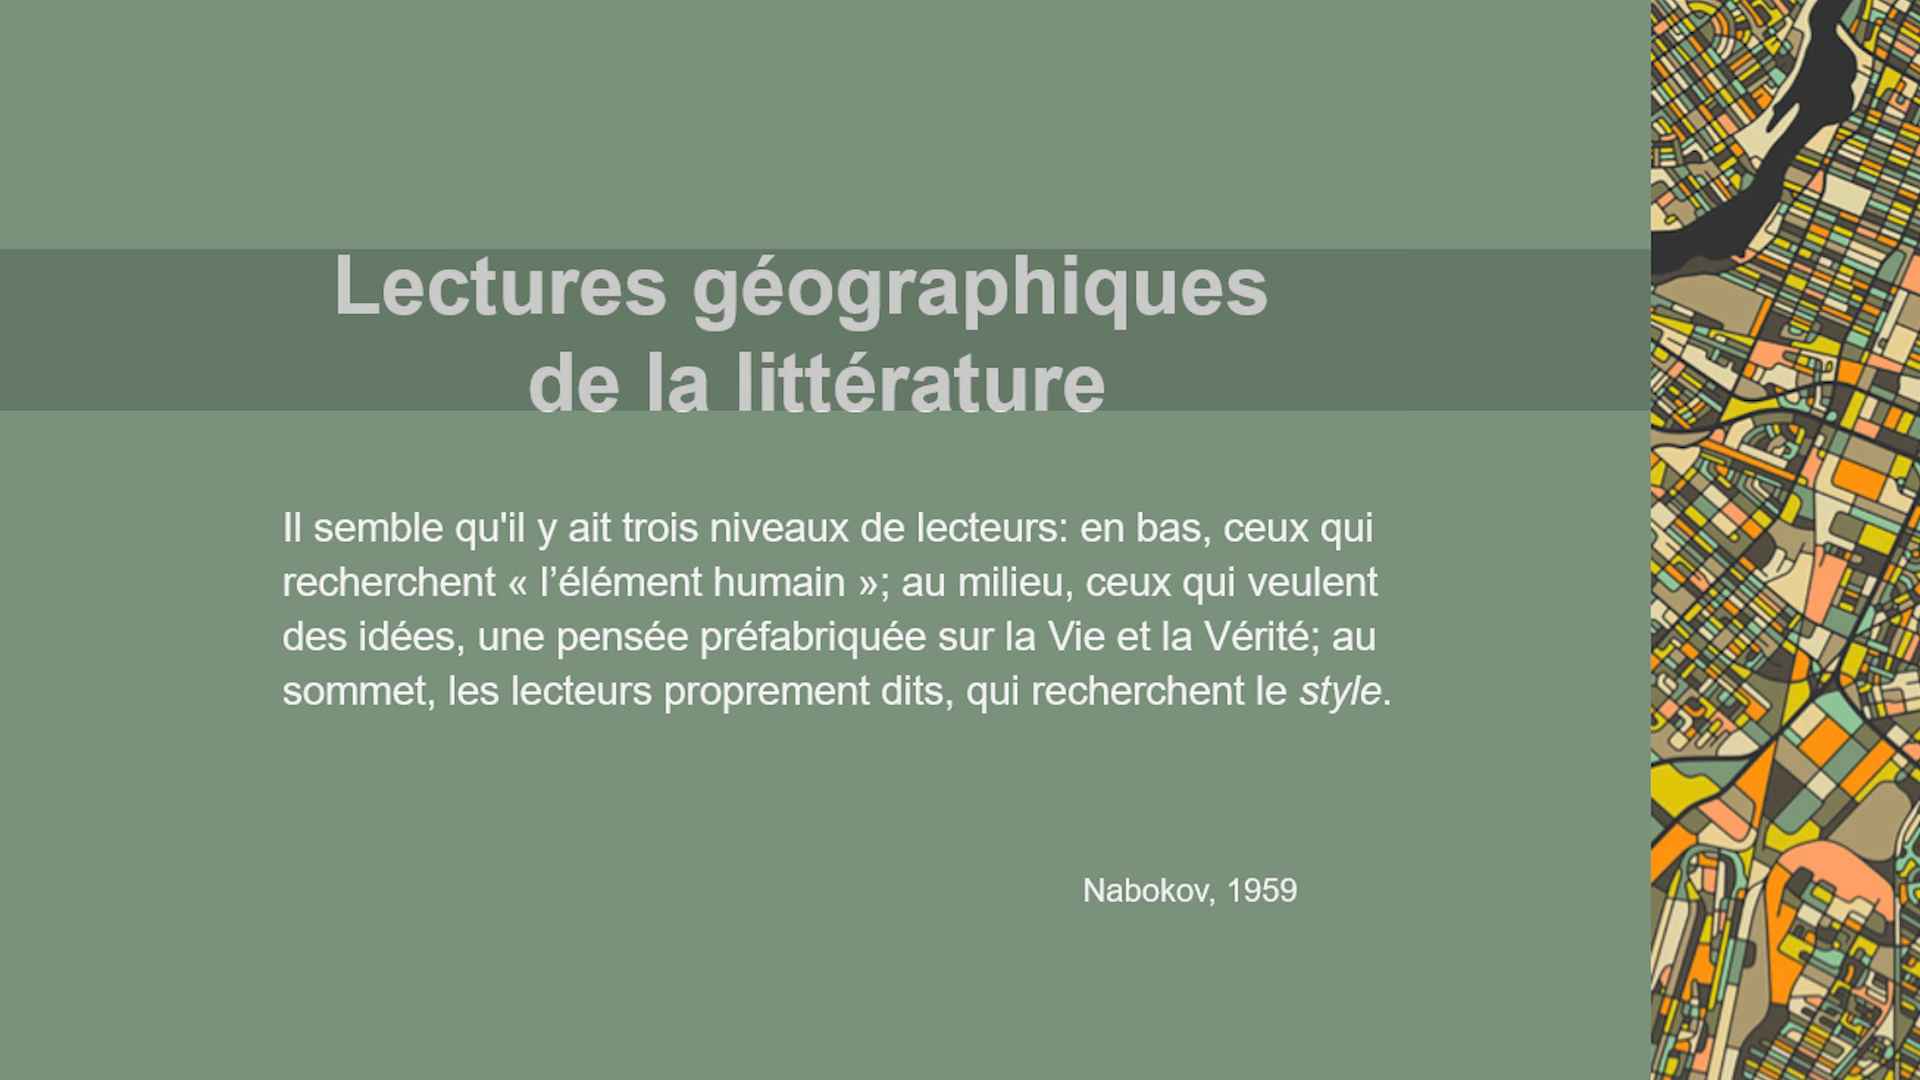 Lectures géographiques
de la littérature
Il semble qu'il y ait trois niveaux de lecteurs: en bas, ceux qui
recherchent « l’élément humain »; au milieu, ceux qui veulent
des idées, une pensée préfabriquée sur la Vie et la Vérité; au
sommet, les lecteurs proprement dits, qui recherchent le style.
Nabokov, 1959